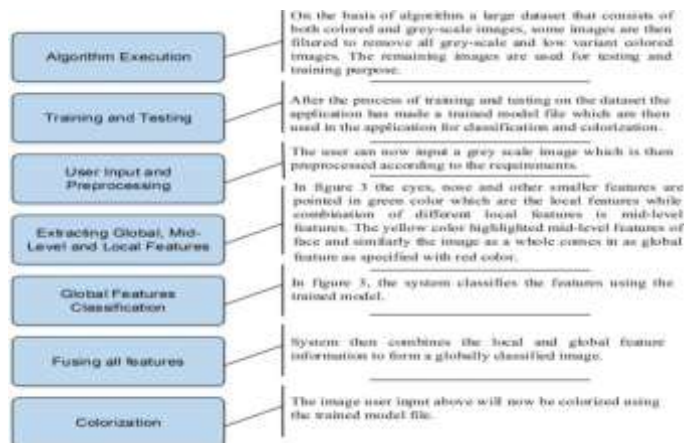 Algorithm Execution
On the basis of algorithm a large dataset that consists of
both colored and grey-scale images, some images are then
filtered to remove all grey-scale and low variant colored
images. The remaining images are used for testing and
training purpose.
Training and Testing
After the process of training and testing on the dataset the
application has made a trained model file which are then
used in the application for classification and colorization.
User Input and
Preprocessing
The user can now input a grey scale image which is then
preprocessed according to the requirements.
Extracting Global, Mid-
Level and Local Features
In figure 3 the eyes, nose and other smaller features are
pointed in green color which are the local features while
combination of different local features is mid-level
features. The yellow color highlighted mid-level features of
face and similarly the image as a whole comes in as global
feature as specified with red color.
Global Features
Classification
In figure 3, the system classifies the features using the
trained model.
Fusing all features
System then combines the local and global feature
information to form a globally classified image.
Colorization
The image user input above will now be colorized using
the trained model file.